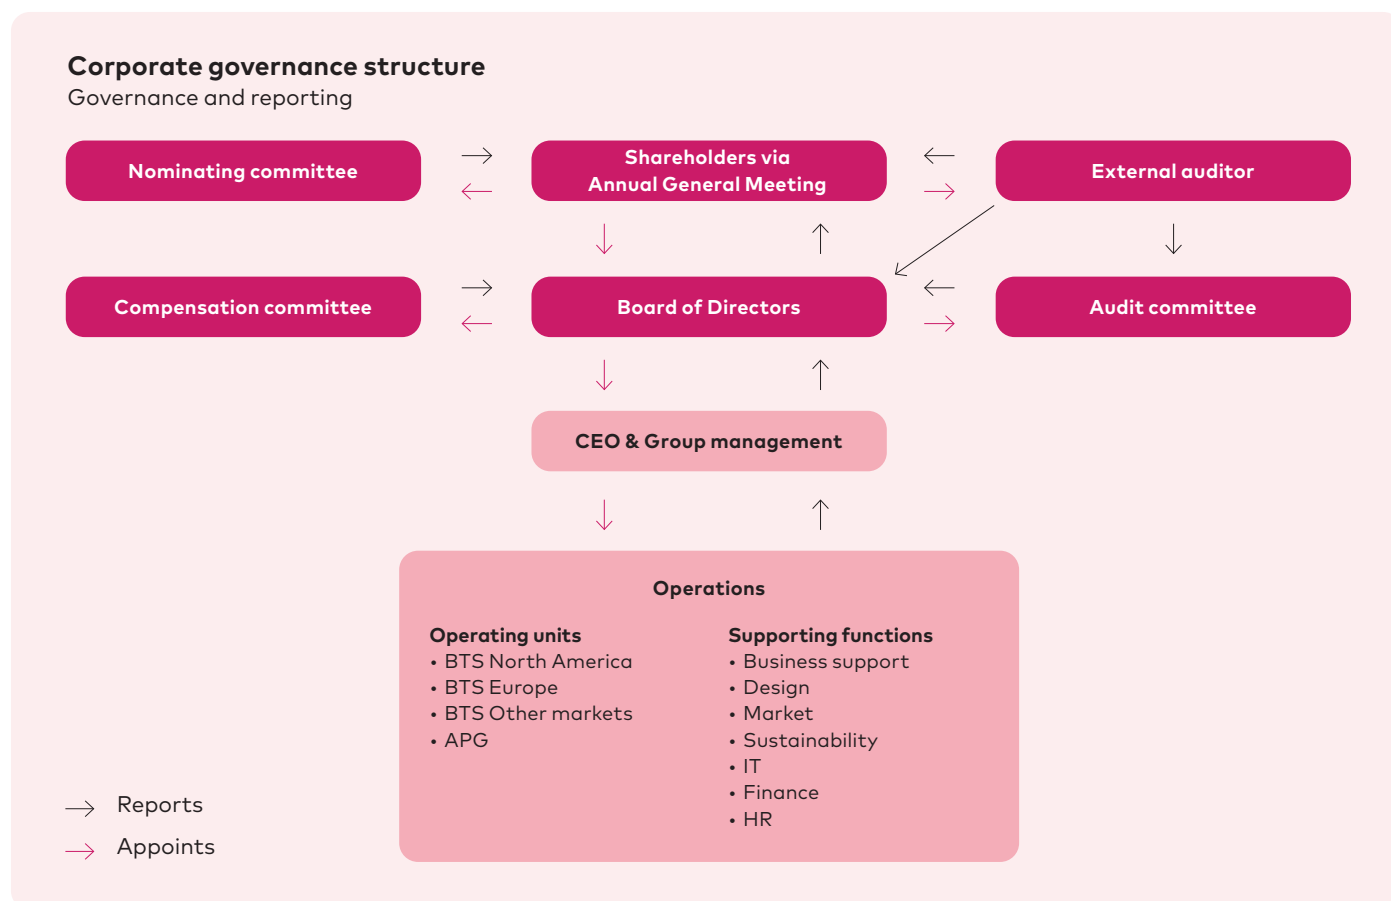 Corporate governance structure
Governance and reporting
Nominating committee
Shareholders via
Annual General Meeting
External auditor
Compensation committee
Board of Directors
Audit committee
CEO & Group management
Operations
Operating units
• BTS North America
• BTS Europe
• BTS Other markets
• APG
Supporting functions
• Business support
• Design
• Market
• Sustainability
• IT
• Finance
• HR
Reports
Appoints